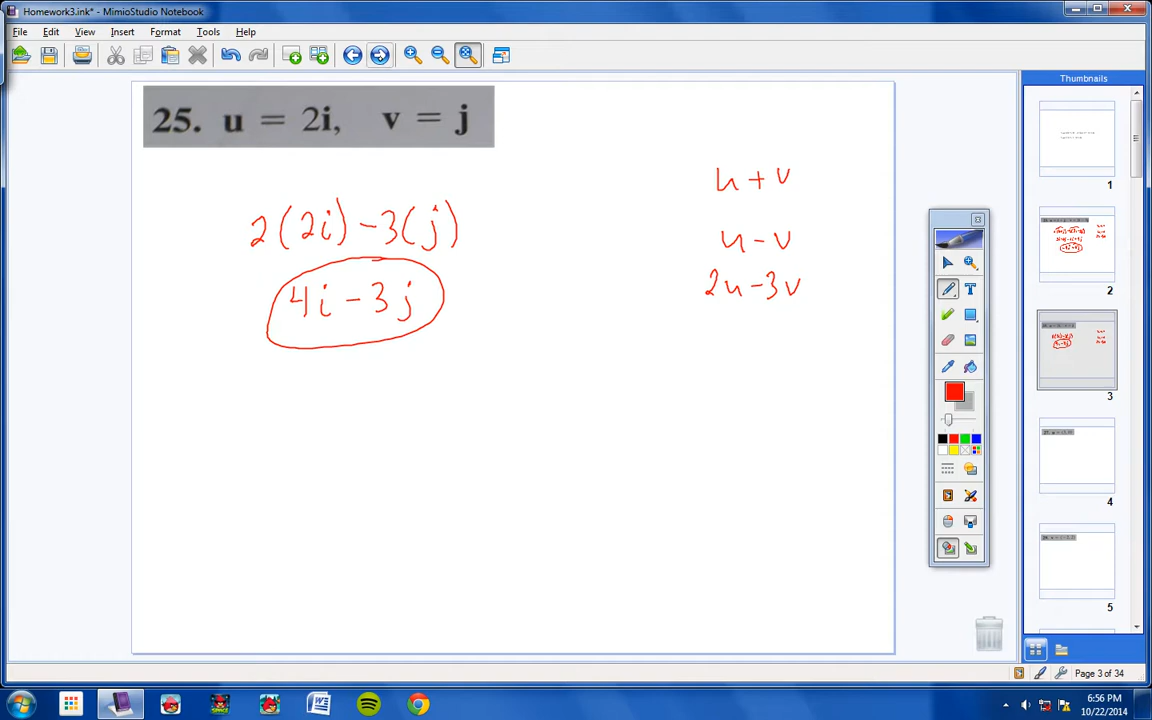 Homework3.ink* - MimioStudio Notebook
File Edit View Insert Format Tools Help
Thumbnails
25. u = 2i, v = j
u + v
2(2i) - 3(j)
u - v
4i - 3j
2u - 3v
1
2
3
4
5
Page 3 of 34
6:56 PM
10/22/2014